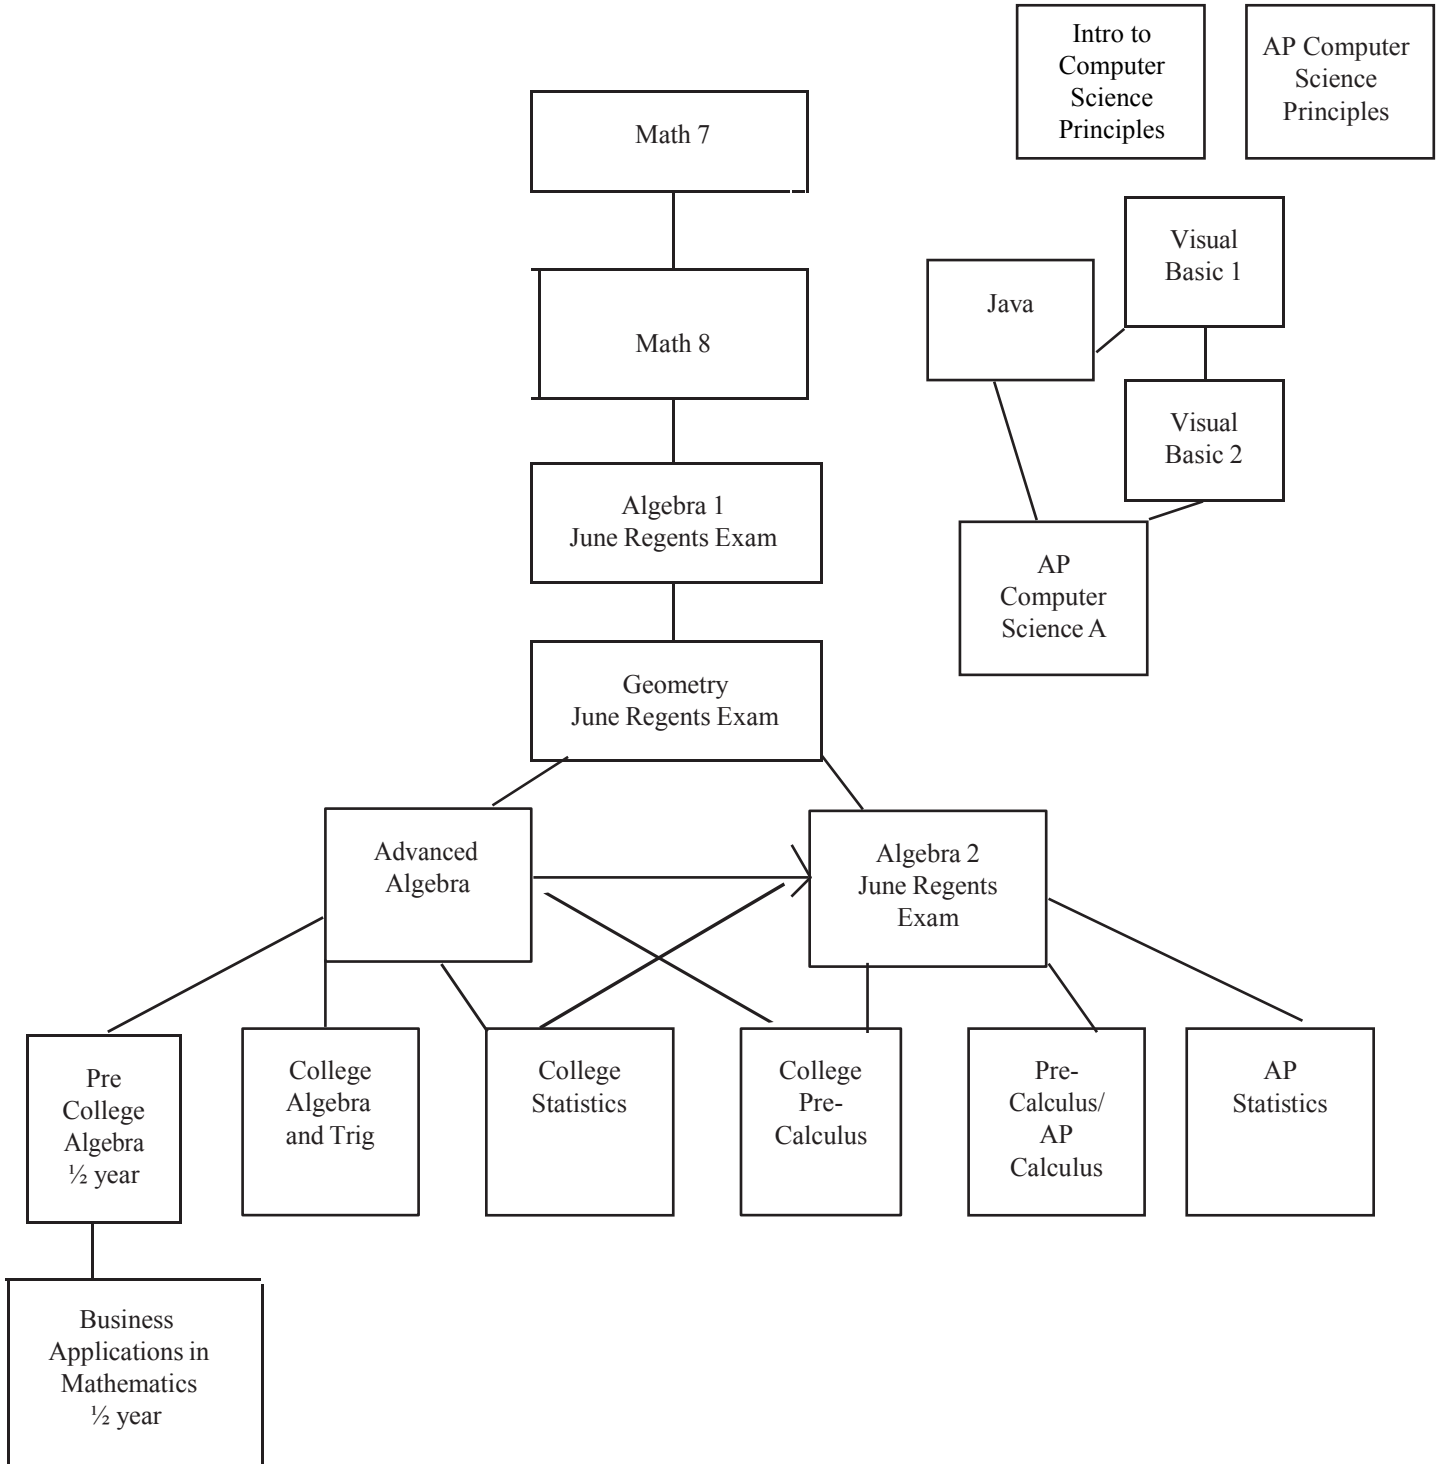 Intro to
Computer
Science
Principles
AP Computer
Science
Principles
Math 7
Visual
Basic 1
Java
Math 8
Visual
Basic 2
Algebra 1
June Regents Exam
AP
Computer
Science A
Geometry
June Regents Exam
Advanced
Algebra
Algebra 2
June Regents
Exam
Pre
College
Algebra
½ year
College
Algebra
and Trig
College
Statistics
College
Pre-
Calculus
Pre-
Calculus/
AP
Calculus
AP
Statistics
Business
Applications in
Mathematics
½ year